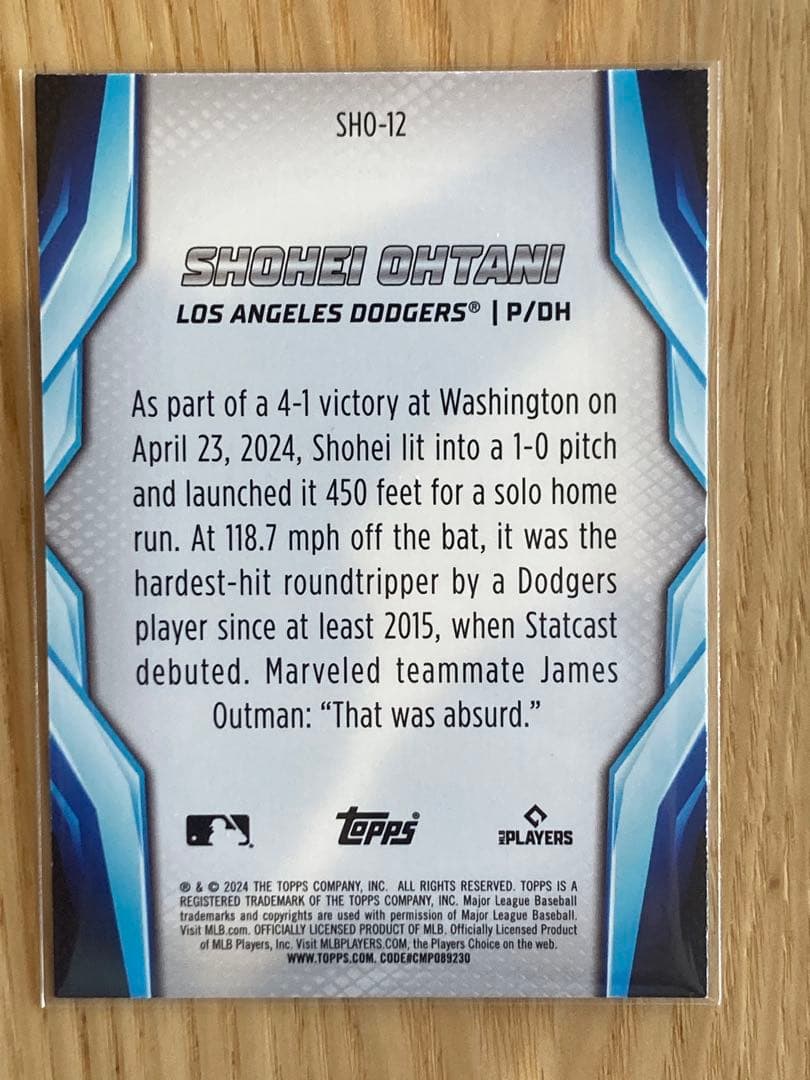 SHO-12
SHOHEI OHTANI
LOS ANGELES DODGERS® | P/DH
As part of a 4-1 victory at Washington on
April 23, 2024, Shohei lit into a 1-0 pitch
and launched it 450 feet for a solo home
run. At 118.7 mph off the bat, it was the
hardest-hit roundtripper by a Dodgers
player since at least 2015, when Statcast
debuted. Marveled teammate James
Outman: “That was absurd.”
topps®
MLB PLAYERS
® & © 2024 THE TOPPS COMPANY, INC. ALL RIGHTS RESERVED. TOPPS IS A
REGISTERED TRADEMARK OF THE TOPPS COMPANY, INC. Major League Baseball
trademarks and copyrights are used with permission of Major League Baseball.
Visit MLB.com. OFFICIALLY LICENSED PRODUCT OF MLB. Officially Licensed Product
of MLB Players, Inc. Visit MLBPLAYERS.COM, the Players Choice on the web.
WWW.TOPPS.COM. CODE#CMP089230